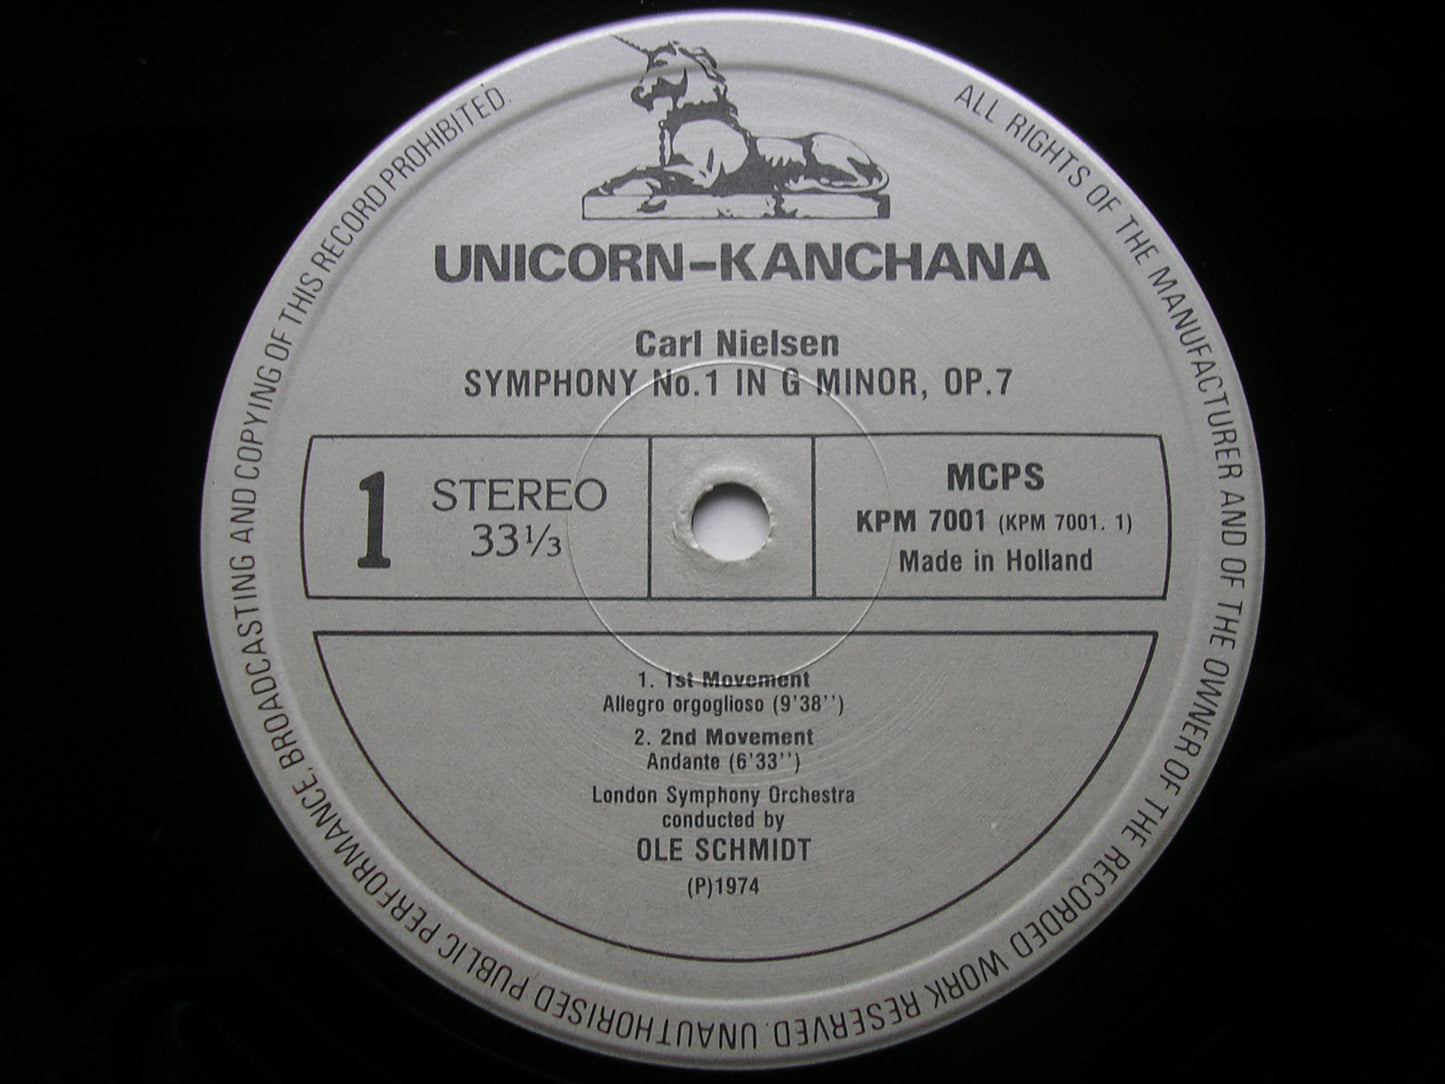 UNICORN-KANCHANA
Carl Nielsen
SYMPHONY No.1 IN G MINOR, OP.7
1
STEREO
33⅓
MCPS
KPM 7001 (KPM 7001. 1)
Made in Holland
1. 1st Movement
Allegro orgoglioso (9'38'')
2. 2nd Movement
Andante (6'33'')
London Symphony Orchestra
conducted by
OLE SCHMIDT
(P)1974
ALL RIGHTS OF THE MANUFACTURER AND OF THE OWNER OF THE RECORDED WORK RESERVED. UNAUTHORISED PUBLIC PERFORMANCE, BROADCASTING AND COPYING OF THIS RECORD PROHIBITED.